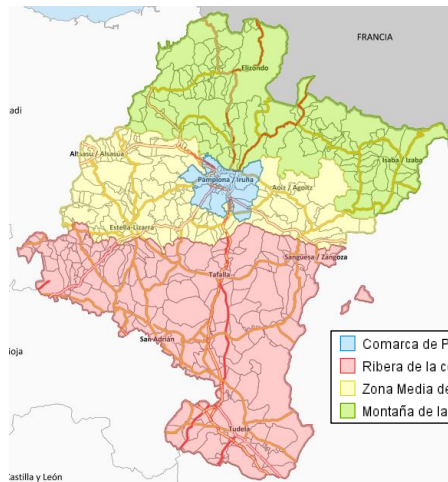 FRANCIA
Elizondo
adi
Altsasu / Alsasua
Isaba / Izaba
Pamplona / Iruña
Aoiz / Agoitz
Estella-Lizarra
Sangüesa / Zangoza
Tafalla
San Adrián
Comarca de P
ioja
Ribera de la c
Zona Media de
Montaña de la
Tudela
Castilla y León